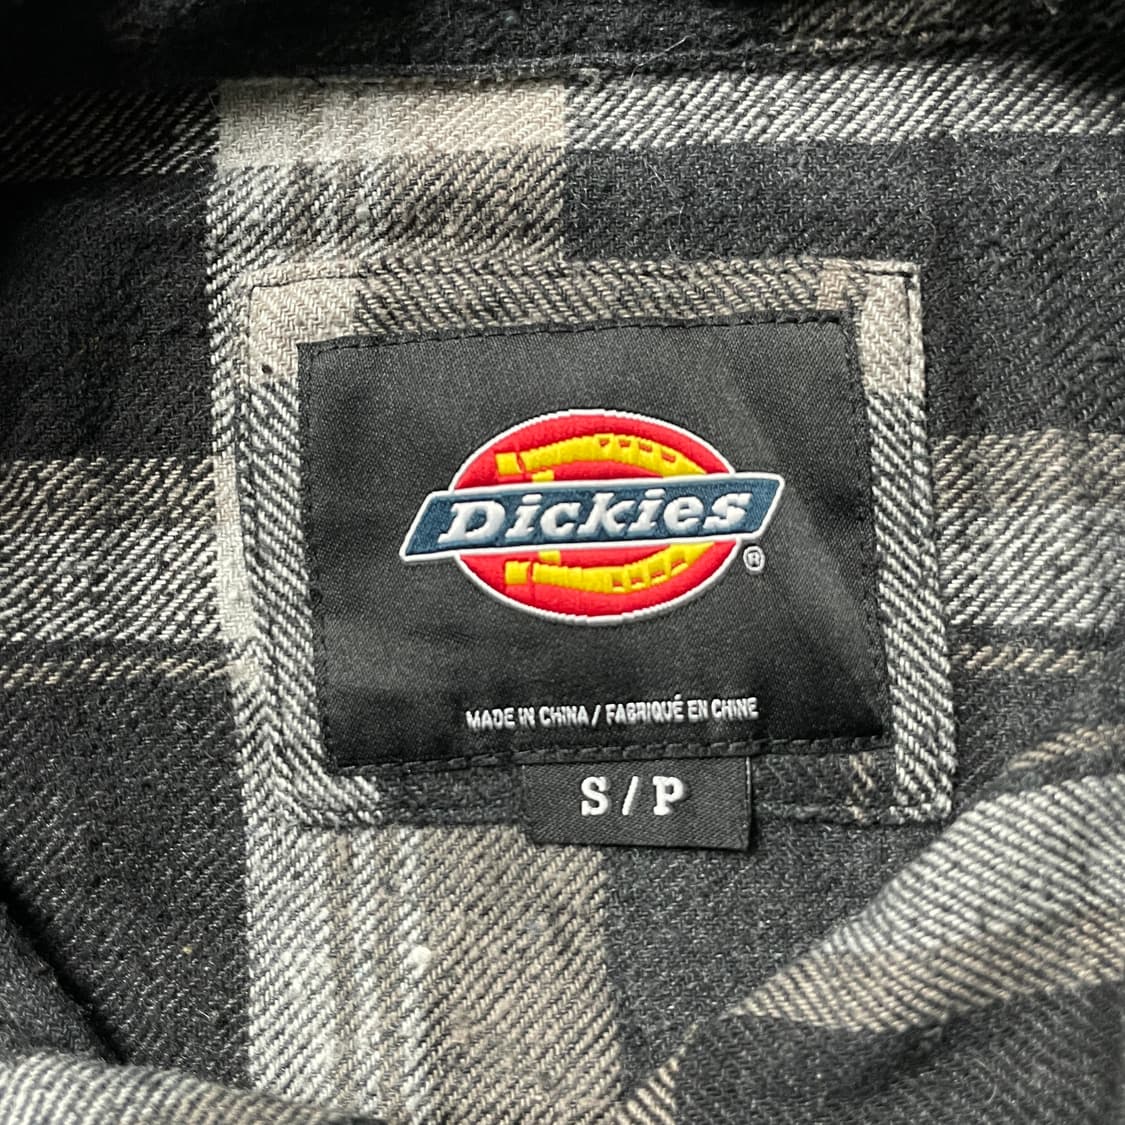 Dickies
®
MADE IN CHINA / FABRIQUÉ EN CHINE
S / P